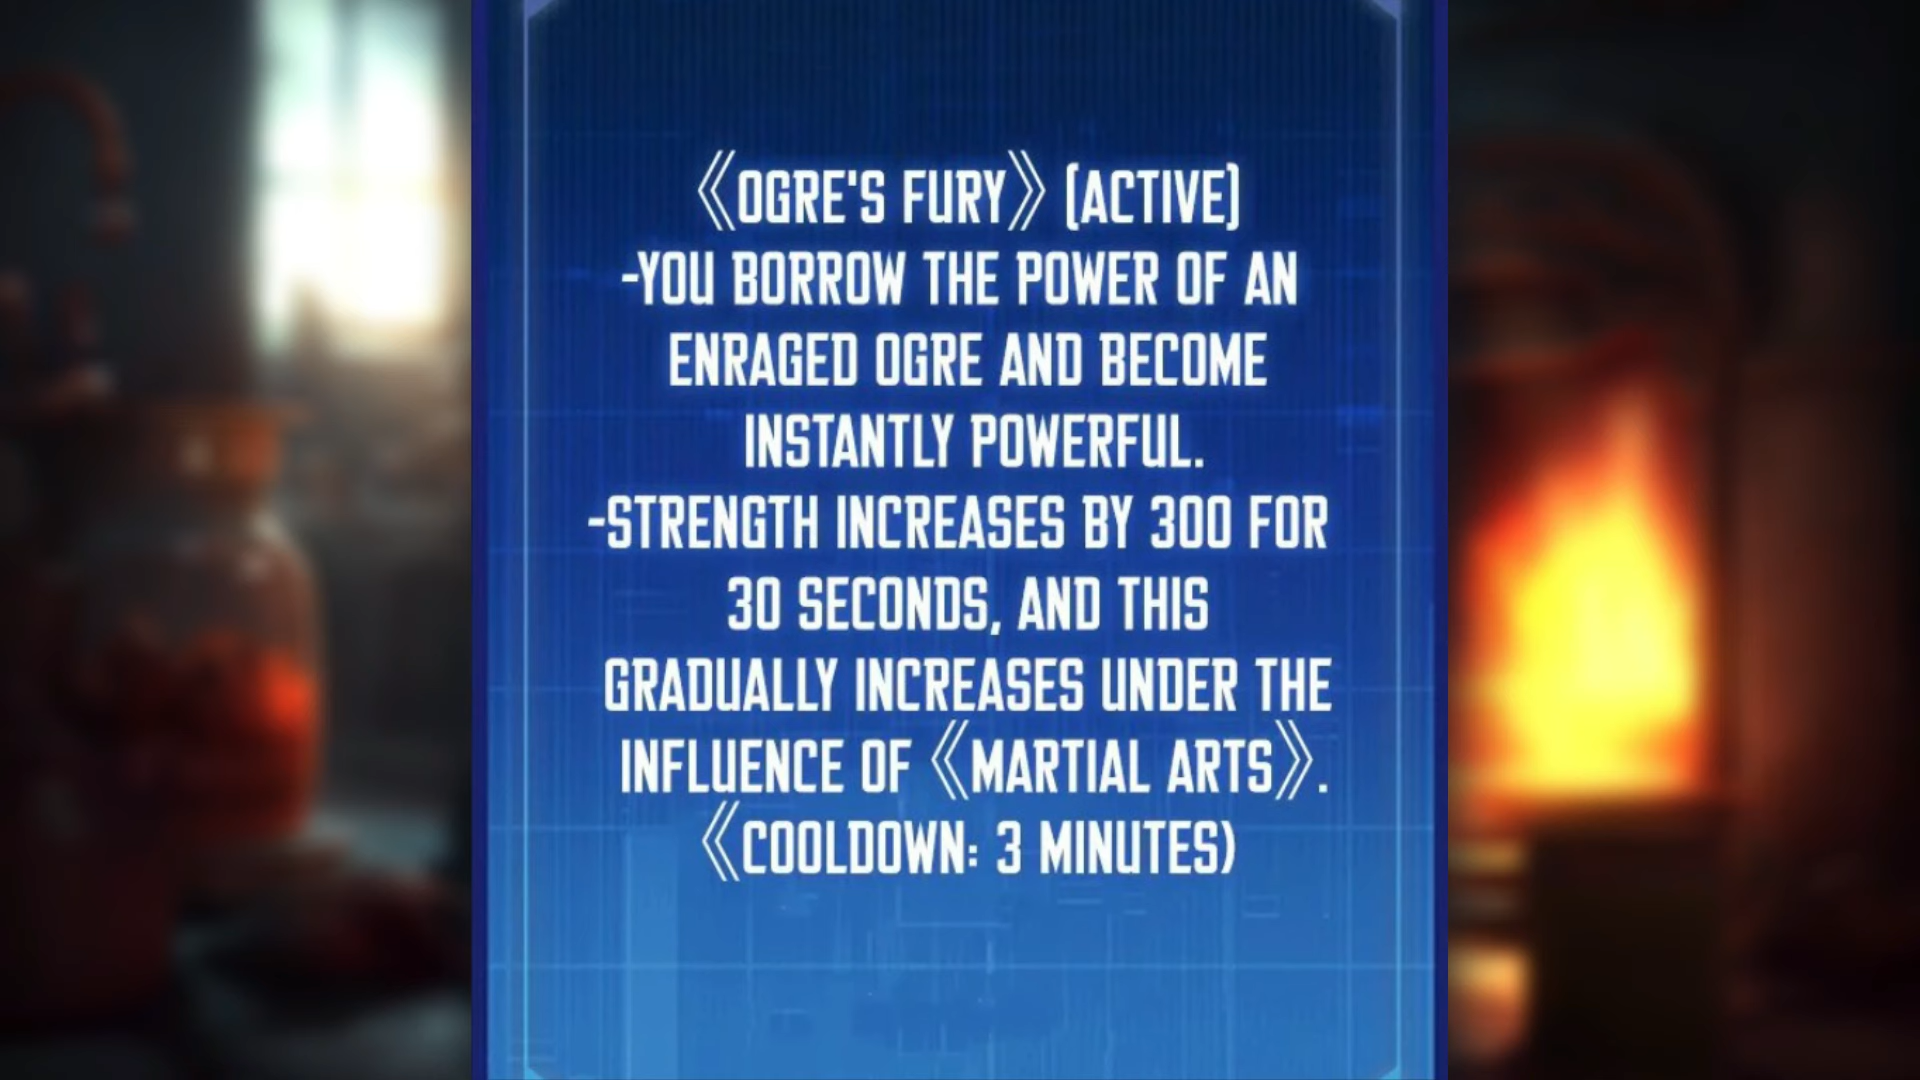 《OGRE'S FURY》 [ACTIVE]
-YOU BORROW THE POWER OF AN
ENRAGED OGRE AND BECOME
INSTANTLY POWERFUL.
-STRENGTH INCREASES BY 300 FOR
30 SECONDS, AND THIS
GRADUALLY INCREASES UNDER THE
INFLUENCE OF 《MARTIAL ARTS》.
《COOLDOWN: 3 MINUTES)